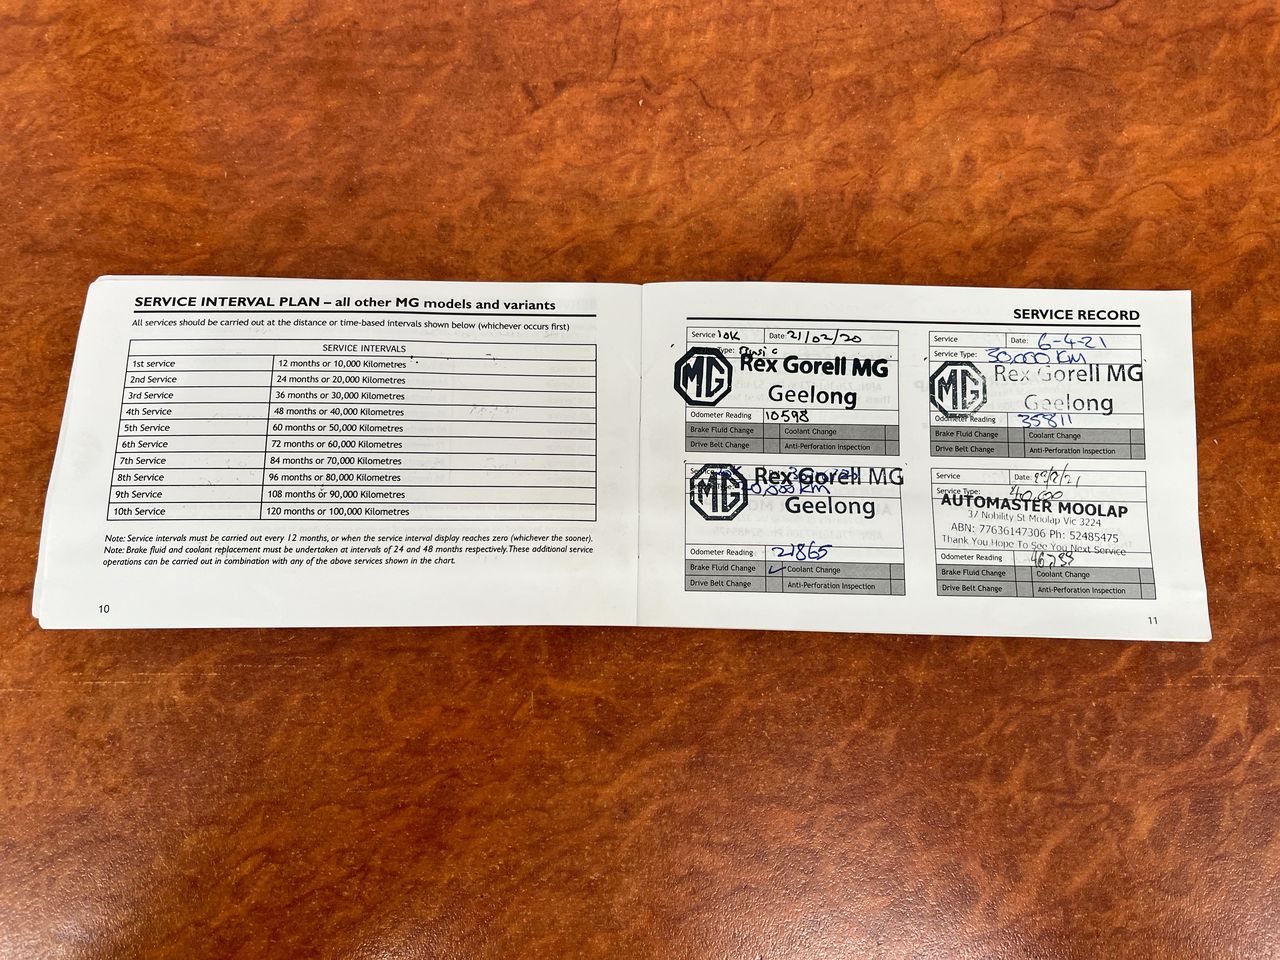 SERVICE INTERVAL PLAN – all other MG models and variants
All services should be carried out at the distance or time-based intervals shown below (whichever occurs first)
SERVICE INTERVALS
1st service 12 months or 10,000 Kilometres
2nd Service 24 months or 20,000 Kilometres
3rd Service 36 months or 30,000 Kilometres
4th Service 48 months or 40,000 Kilometres
5th Service 60 months or 50,000 Kilometres
6th Service 72 months or 60,000 Kilometres
7th Service 84 months or 70,000 Kilometres
8th Service 96 months or 80,000 Kilometres
9th Service 108 months or 90,000 Kilometres
10th Service 120 months or 100,000 Kilometres
Note: Service intervals must be carried out every 12 months, or when the service interval display reaches zero (whichever the sooner).
Note: Brake fluid and coolant replacement must be undertaken at intervals of 24 and 48 months respectively. These additional service
operations can be carried out in combination with any of the above services shown in the chart.
10
SERVICE RECORD
Service 10K Date: 21/02/20
Type:
MG Rex Gorell MG
Geelong
Odometer Reading 10598
Brake Fluid Change Coolant Change
Drive Belt Change Anti-Perforation Inspection
Service Date: 6-4-21
Service Type: 30,000 KM
MG Rex Gorell MG
Geelong
Odometer Reading 35811
Brake Fluid Change Coolant Change
Drive Belt Change Anti-Perforation Inspection
MG Rex Gorell MG
Geelong
Odometer Reading 21865
Brake Fluid Change ✓ Coolant Change
Drive Belt Change Anti-Perforation Inspection
Service Date:
Service Type:
AUTOMASTER MOOLAP
37 Nobility St Moolap Vic 3224
ABN: 77636147306 Ph: 52485475
Thank You Hope To See You Next Service
Odometer Reading
Brake Fluid Change Coolant Change
Drive Belt Change Anti-Perforation Inspection
11